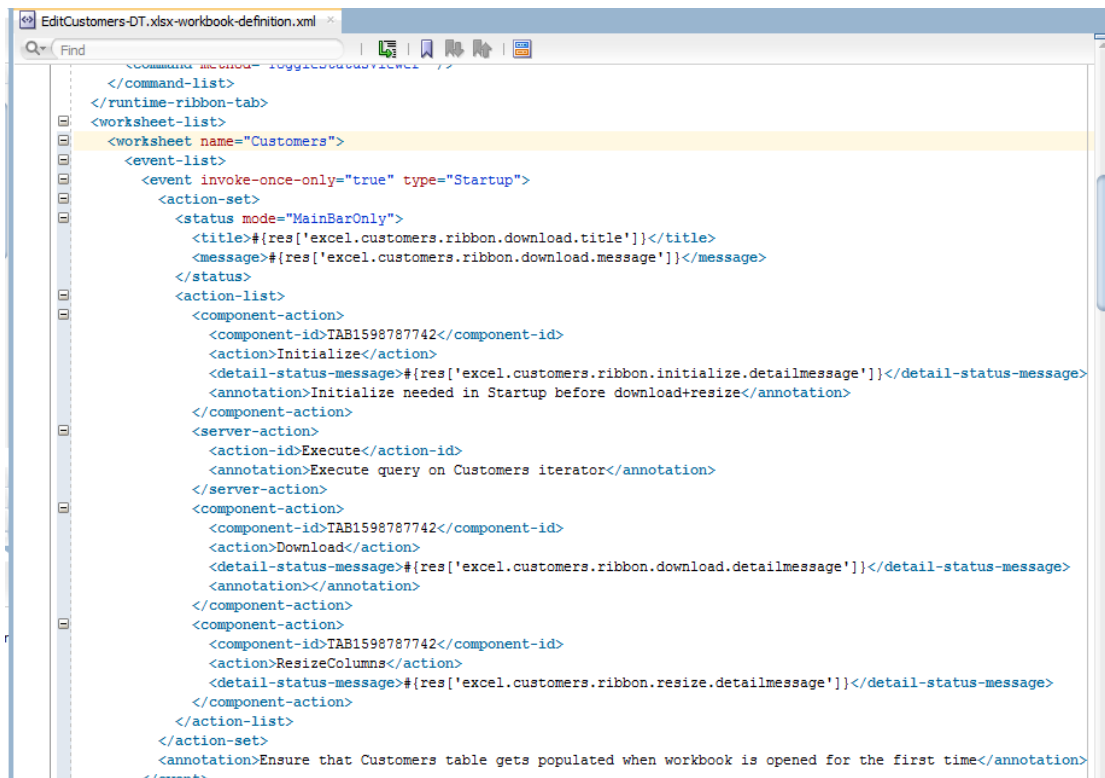 EditCustomers-DT.xlsx-workbook-definition.xml
Find
<command method="ToggleStatusViewer" />
</command-list>
</runtime-ribbon-tab>
<worksheet-list>
<worksheet name="Customers">
<event-list>
<event invoke-once-only="true" type="Startup">
<action-set>
<status mode="MainBarOnly">
<title>#{res['excel.customers.ribbon.download.title']}</title>
<message>#{res['excel.customers.ribbon.download.message']}</message>
</status>
<action-list>
<component-action>
<component-id>TAB1598787742</component-id>
<action>Initialize</action>
<detail-status-message>#{res['excel.customers.ribbon.initialize.detailmessage']}</detail-status-message>
<annotation>Initialize needed in Startup before download+resize</annotation>
</component-action>
<server-action>
<action-id>Execute</action-id>
<annotation>Execute query on Customers iterator</annotation>
</server-action>
<component-action>
<component-id>TAB1598787742</component-id>
<action>Download</action>
<detail-status-message>#{res['excel.customers.ribbon.download.detailmessage']}</detail-status-message>
<annotation></annotation>
</component-action>
<component-action>
<component-id>TAB1598787742</component-id>
<action>ResizeColumns</action>
<detail-status-message>#{res['excel.customers.ribbon.resize.detailmessage']}</detail-status-message>
</component-action>
</action-list>
</action-set>
<annotation>Ensure that Customers table gets populated when workbook is opened for the first time</annotation>
</event>